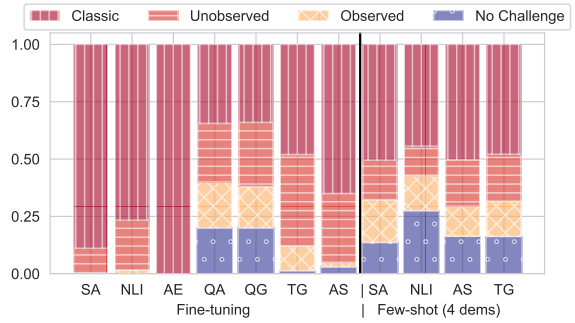 Classic Unobserved Observed No Challenge
1.00
0.75
0.50
0.25
0.00
SA NLI AE QA QG TG AS | SA NLI AS TG
Fine-tuning | Few-shot (4 dems)